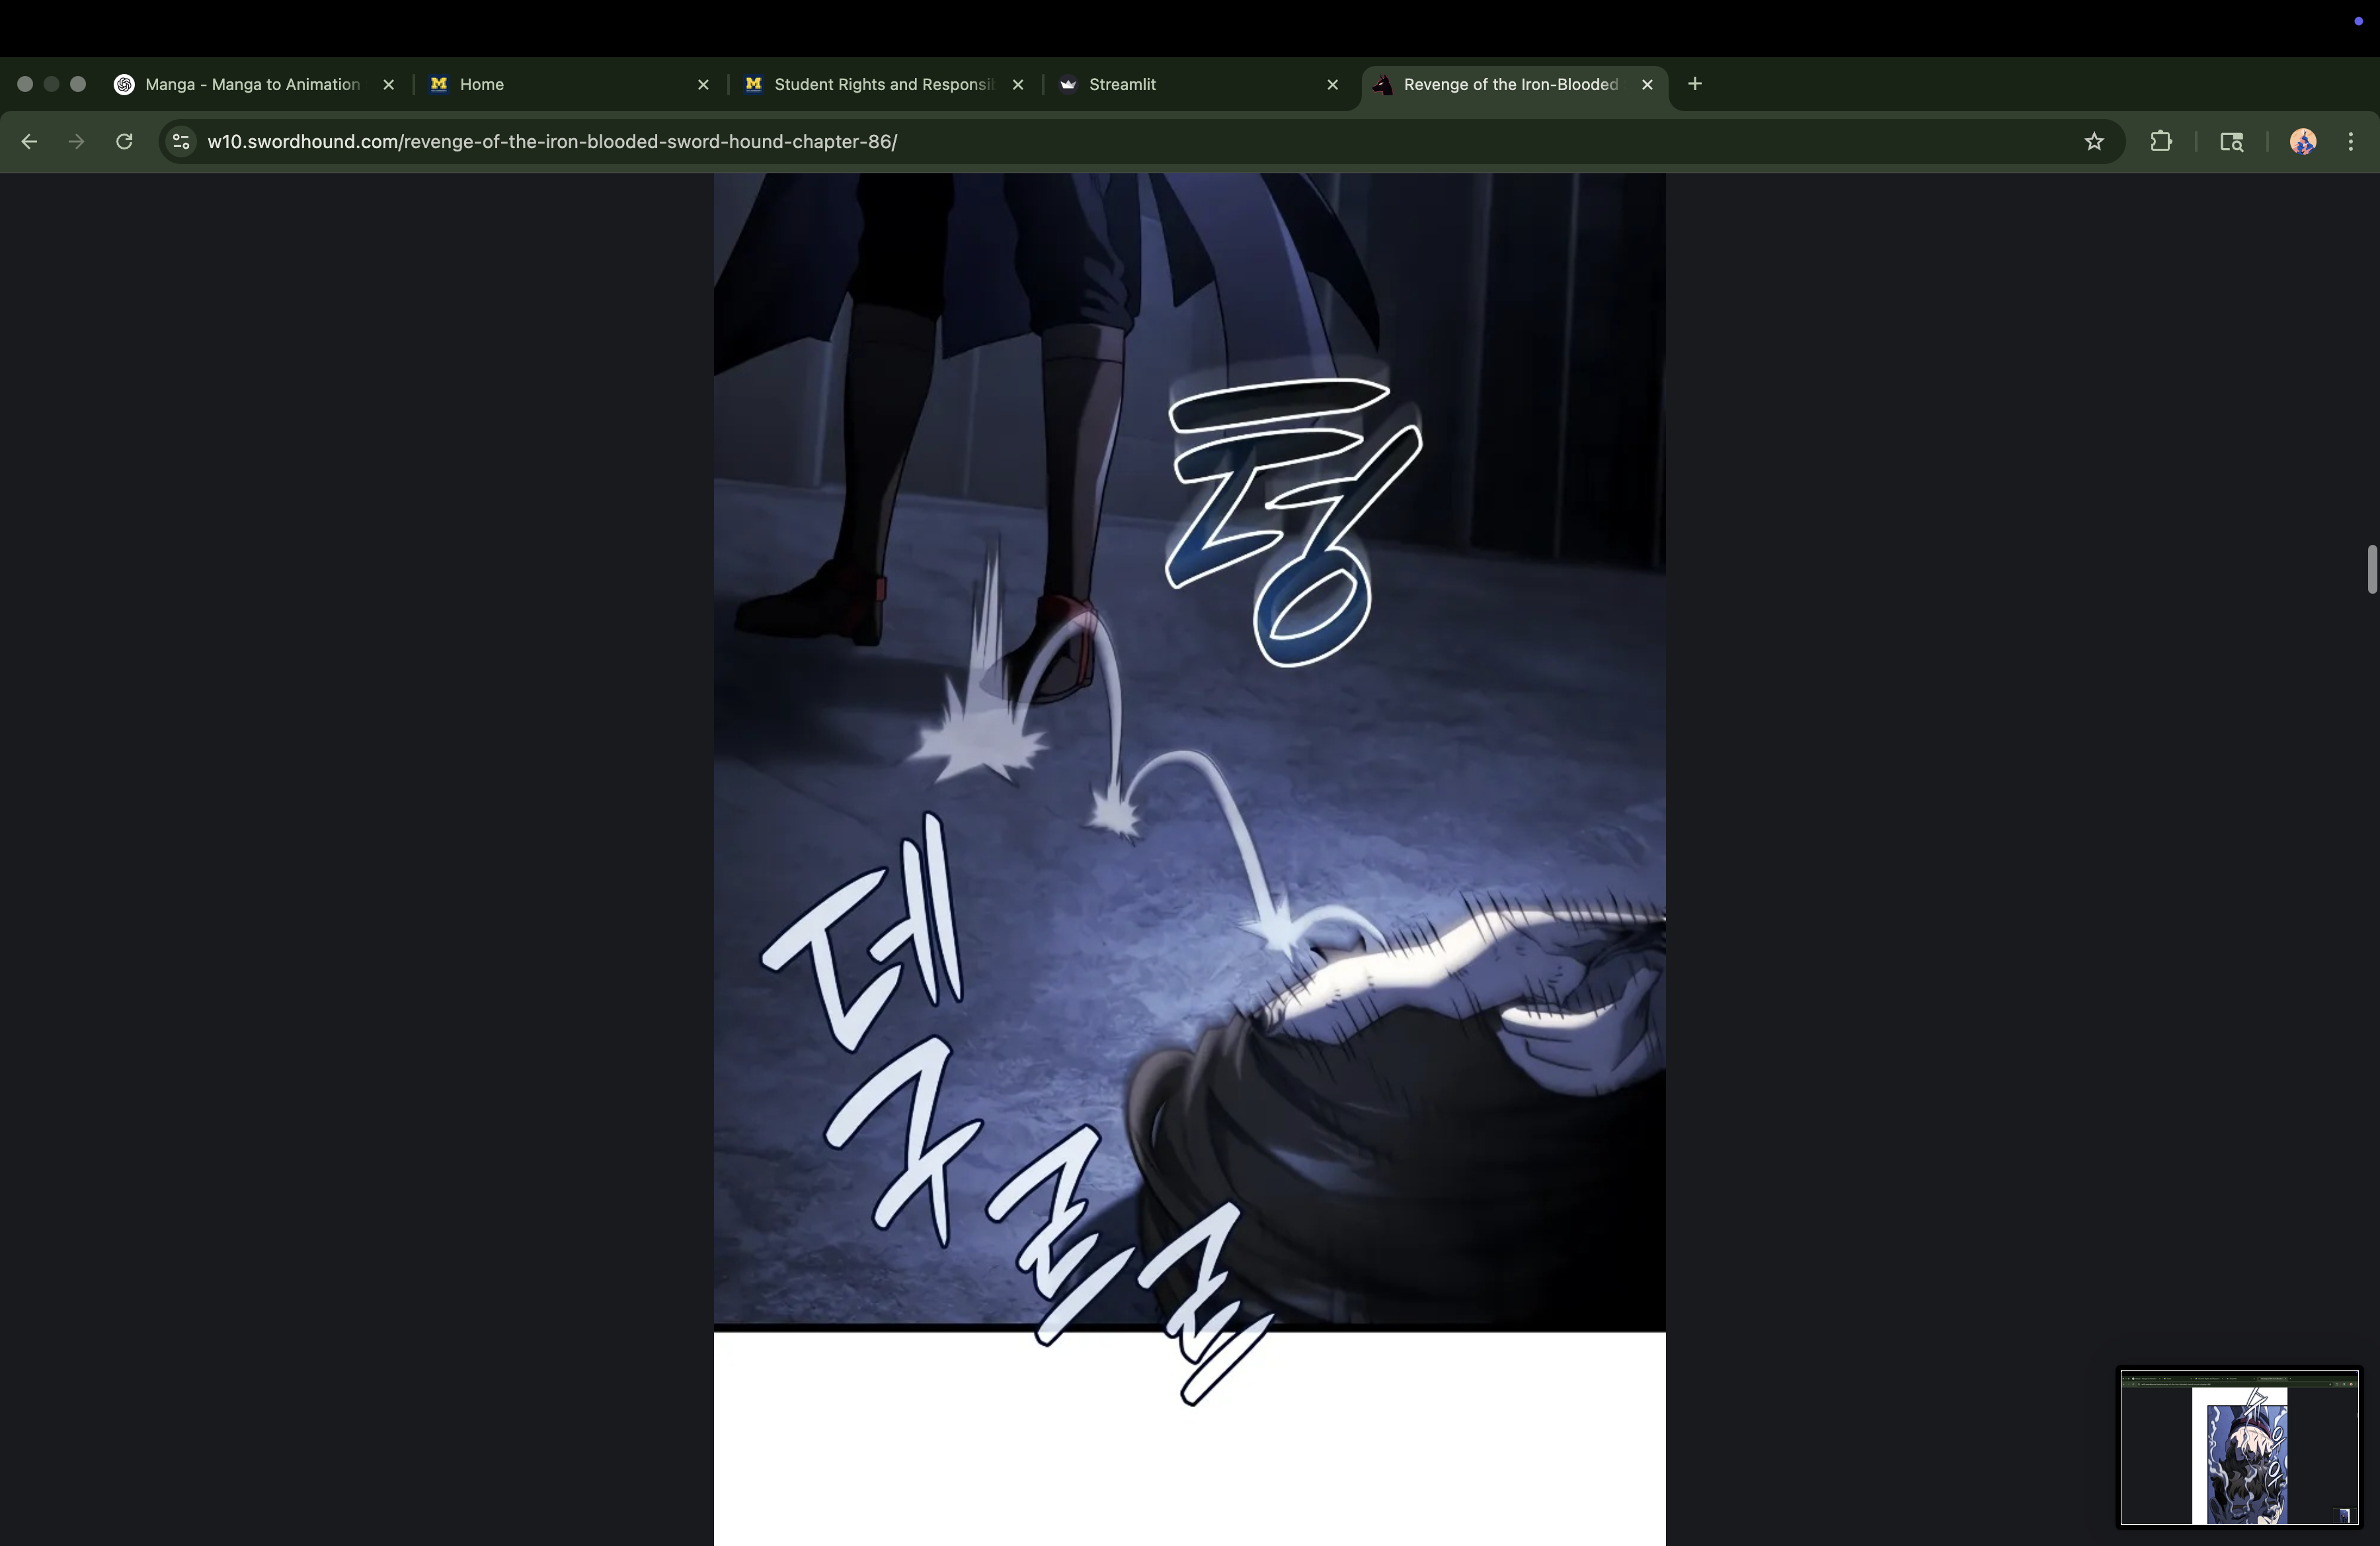 Manga - Manga to Animation
Home
Student Rights and Responsi
Streamlit
Revenge of the Iron-Blooded
w10.swordhound.com/revenge-of-the-iron-blooded-sword-hound-chapter-86/
텅
데
구
르
르